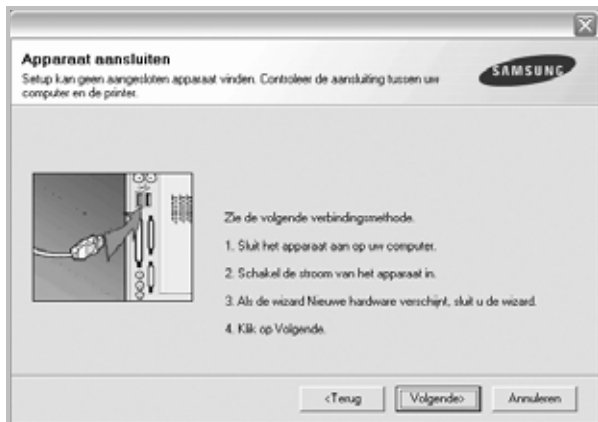 Apparaat aansluiten
Setup kan geen aangesloten apparaat vinden. Controleer de aansluiting tussen uw
computer en de printer.
SAMSUNG
Zie de volgende verbindingsmethode.
1. Sluit het apparaat aan op uw computer.
2. Schakel de stroom van het apparaat in.
3. Als de wizard Nieuwe hardware verschijnt, sluit u de wizard.
4. Klik op Volgende.
<Terug
Volgende>
Annuleren